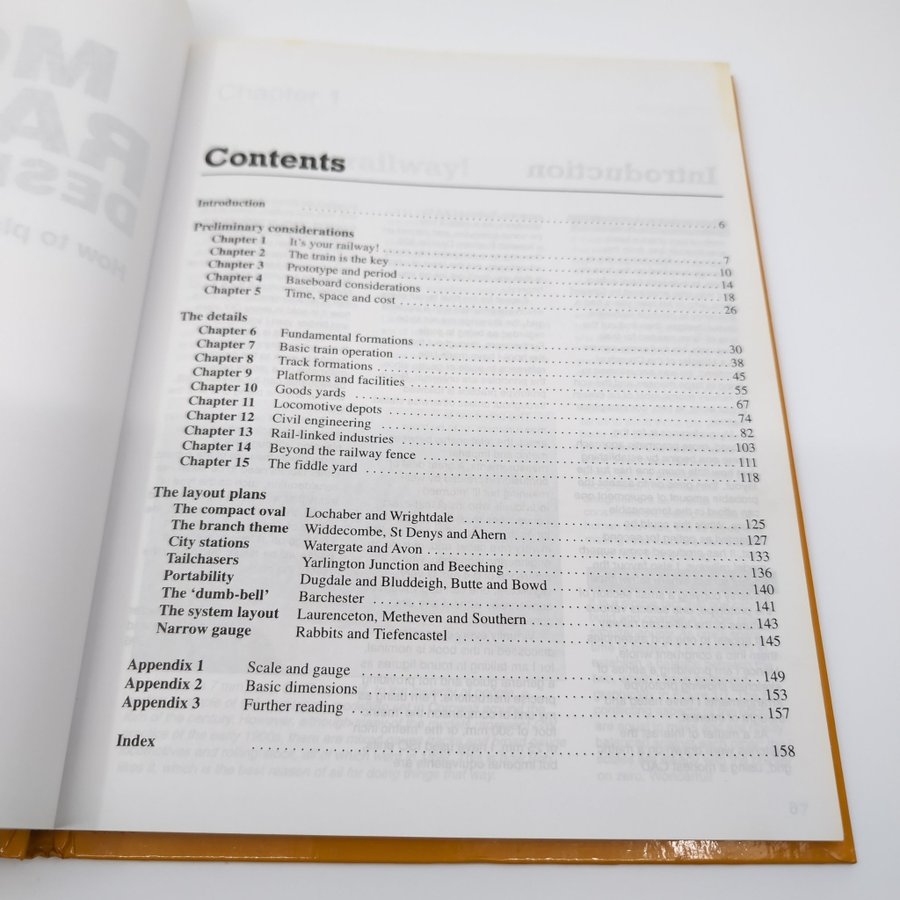 Contents
Introduction 6
Preliminary considerations
Chapter 1 It's your railway! 7
Chapter 2 The train is the key 10
Chapter 3 Prototype and period 14
Chapter 4 Baseboard considerations 18
Chapter 5 Time, space and cost 26
The details
Chapter 6 Fundamental formations 30
Chapter 7 Basic train operation 38
Chapter 8 Track formations 45
Chapter 9 Platforms and facilities 55
Chapter 10 Goods yards 67
Chapter 11 Locomotive depots 74
Chapter 12 Civil engineering 82
Chapter 13 Rail-linked industries 103
Chapter 14 Beyond the railway fence 111
Chapter 15 The fiddle yard 118
The layout plans
The compact oval Lochaber and Wrightdale 125
The branch theme Widdecombe, St Denys and Ahern 127
City stations Watergate and Avon 133
Tailchasers Yarlington Junction and Beeching 136
Portability Dugdale and Bluddeigh, Butte and Bowd 140
The 'dumb-bell' Barchester 141
The system layout Laurenceton, Metheven and Southern 143
Narrow gauge Rabbits and Tiefencastel 145
Appendix 1 Scale and gauge 149
Appendix 2 Basic dimensions 153
Appendix 3 Further reading 157
Index 158